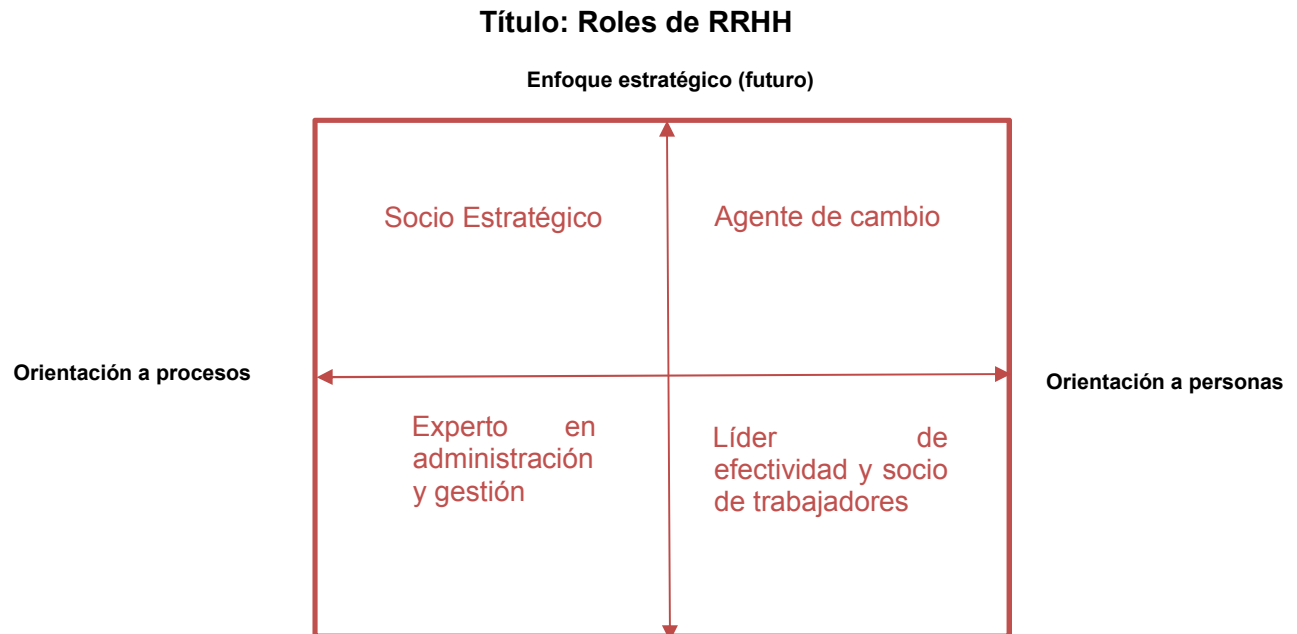 Título: Roles de RRHH
Enfoque estratégico (futuro)
Socio Estratégico
Agente de cambio
Orientación a procesos
Orientación a personas
Experto en
administración
y gestión
Líder de
efectividad y socio
de trabajadores